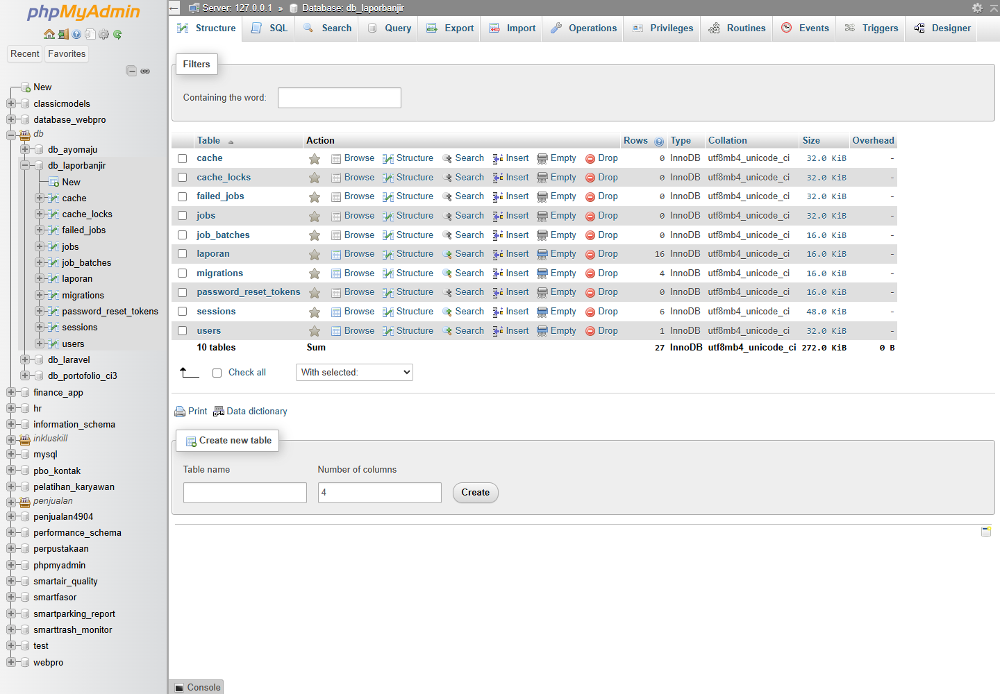 phpMyAdmin
Recent Favorites
New
classicmodels
database_webpro
db
db_ayomaju
db_laporbanjir
New
cache
cache_locks
failed_jobs
jobs
job_batches
laporan
migrations
password_reset_tokens
sessions
users
db_laravel
db_portofolio_ci3
finance_app
hr
information_schema
inkluskill
mysql
pbo_kontak
pelatihan_karyawan
penjualan
penjualan4904
performance_schema
perpustakaan
phpmyadmin
smartair_quality
smartfasor
smartparking_report
smarttrash_monitor
test
webpro
Server: 127.0.0.1 » Database: db_laporbanjir
Structure SQL Search Query Export Import Operations Privileges Routines Events Triggers Designer
Filters
Containing the word:
Table Action Rows Type Collation Size Overhead
cache Browse Structure Search Insert Empty Drop 0 InnoDB utf8mb4_unicode_ci 32.0 KiB -
cache_locks Browse Structure Search Insert Empty Drop 0 InnoDB utf8mb4_unicode_ci 32.0 KiB -
failed_jobs Browse Structure Search Insert Empty Drop 0 InnoDB utf8mb4_unicode_ci 32.0 KiB -
jobs Browse Structure Search Insert Empty Drop 0 InnoDB utf8mb4_unicode_ci 32.0 KiB -
job_batches Browse Structure Search Insert Empty Drop 0 InnoDB utf8mb4_unicode_ci 16.0 KiB -
laporan Browse Structure Search Insert Empty Drop 16 InnoDB utf8mb4_unicode_ci 16.0 KiB -
migrations Browse Structure Search Insert Empty Drop 4 InnoDB utf8mb4_unicode_ci 16.0 KiB -
password_reset_tokens Browse Structure Search Insert Empty Drop 0 InnoDB utf8mb4_unicode_ci 16.0 KiB -
sessions Browse Structure Search Insert Empty Drop 6 InnoDB utf8mb4_unicode_ci 48.0 KiB -
users Browse Structure Search Insert Empty Drop 1 InnoDB utf8mb4_unicode_ci 32.0 KiB -
10 tables Sum 27 InnoDB utf8mb4_unicode_ci 272.0 KiB 0 B
Check all With selected:
Print Data dictionary
Create new table
Table name Number of columns
4 Create
Console